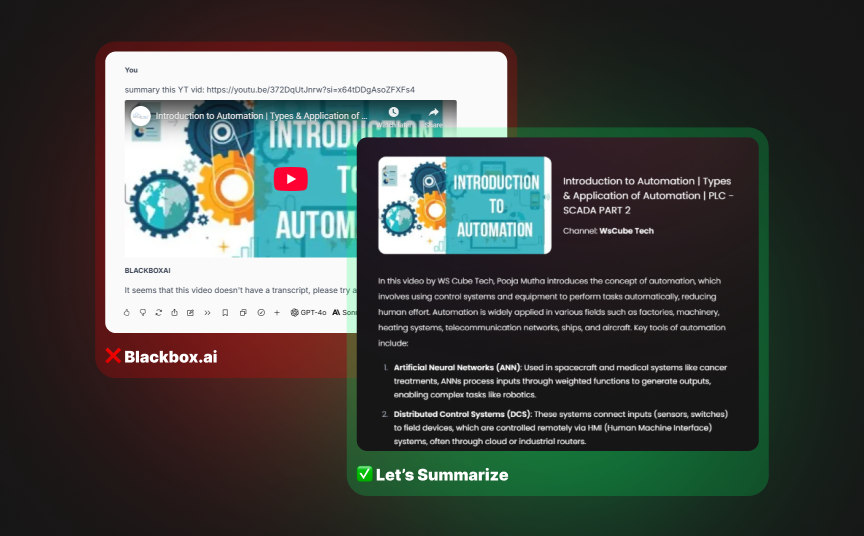 You
summary this YT vid: https://youtu.be/372DqUtJnrw?si=x64tDDgAsoZFXFs4
Introduction to Automation | Types & Application of ...
Share
INTRODUCTION
TO
AUTOM
BLACKBOXAI
It seems that this video doesn't have a transcript, please try a
GPT-4o
Son
❌ Blackbox.ai
INTRODUCTION
TO
AUTOMATION
Introduction to Automation | Types
& Application of Automation | PLC -
SCADA PART 2
Channel: WsCube Tech
In this video by WS Cube Tech, Pooja Mutha introduces the concept of automation, which
involves using control systems and equipment to perform tasks automatically, reducing
human effort. Automation is widely applied in various fields such as factories, machinery,
heating systems, telecommunication networks, ships, and aircraft. Key tools of automation
include:
1. Artificial Neural Networks (ANN): Used in spacecraft and medical systems like cancer
treatments, ANNs process inputs through weighted functions to generate outputs,
enabling complex tasks like robotics.
2. Distributed Control Systems (DCS): These systems connect inputs (sensors, switches)
to field devices, which are controlled remotely via HMI (Human Machine Interface)
systems, often through cloud or industrial routers.
✅ Let's Summarize